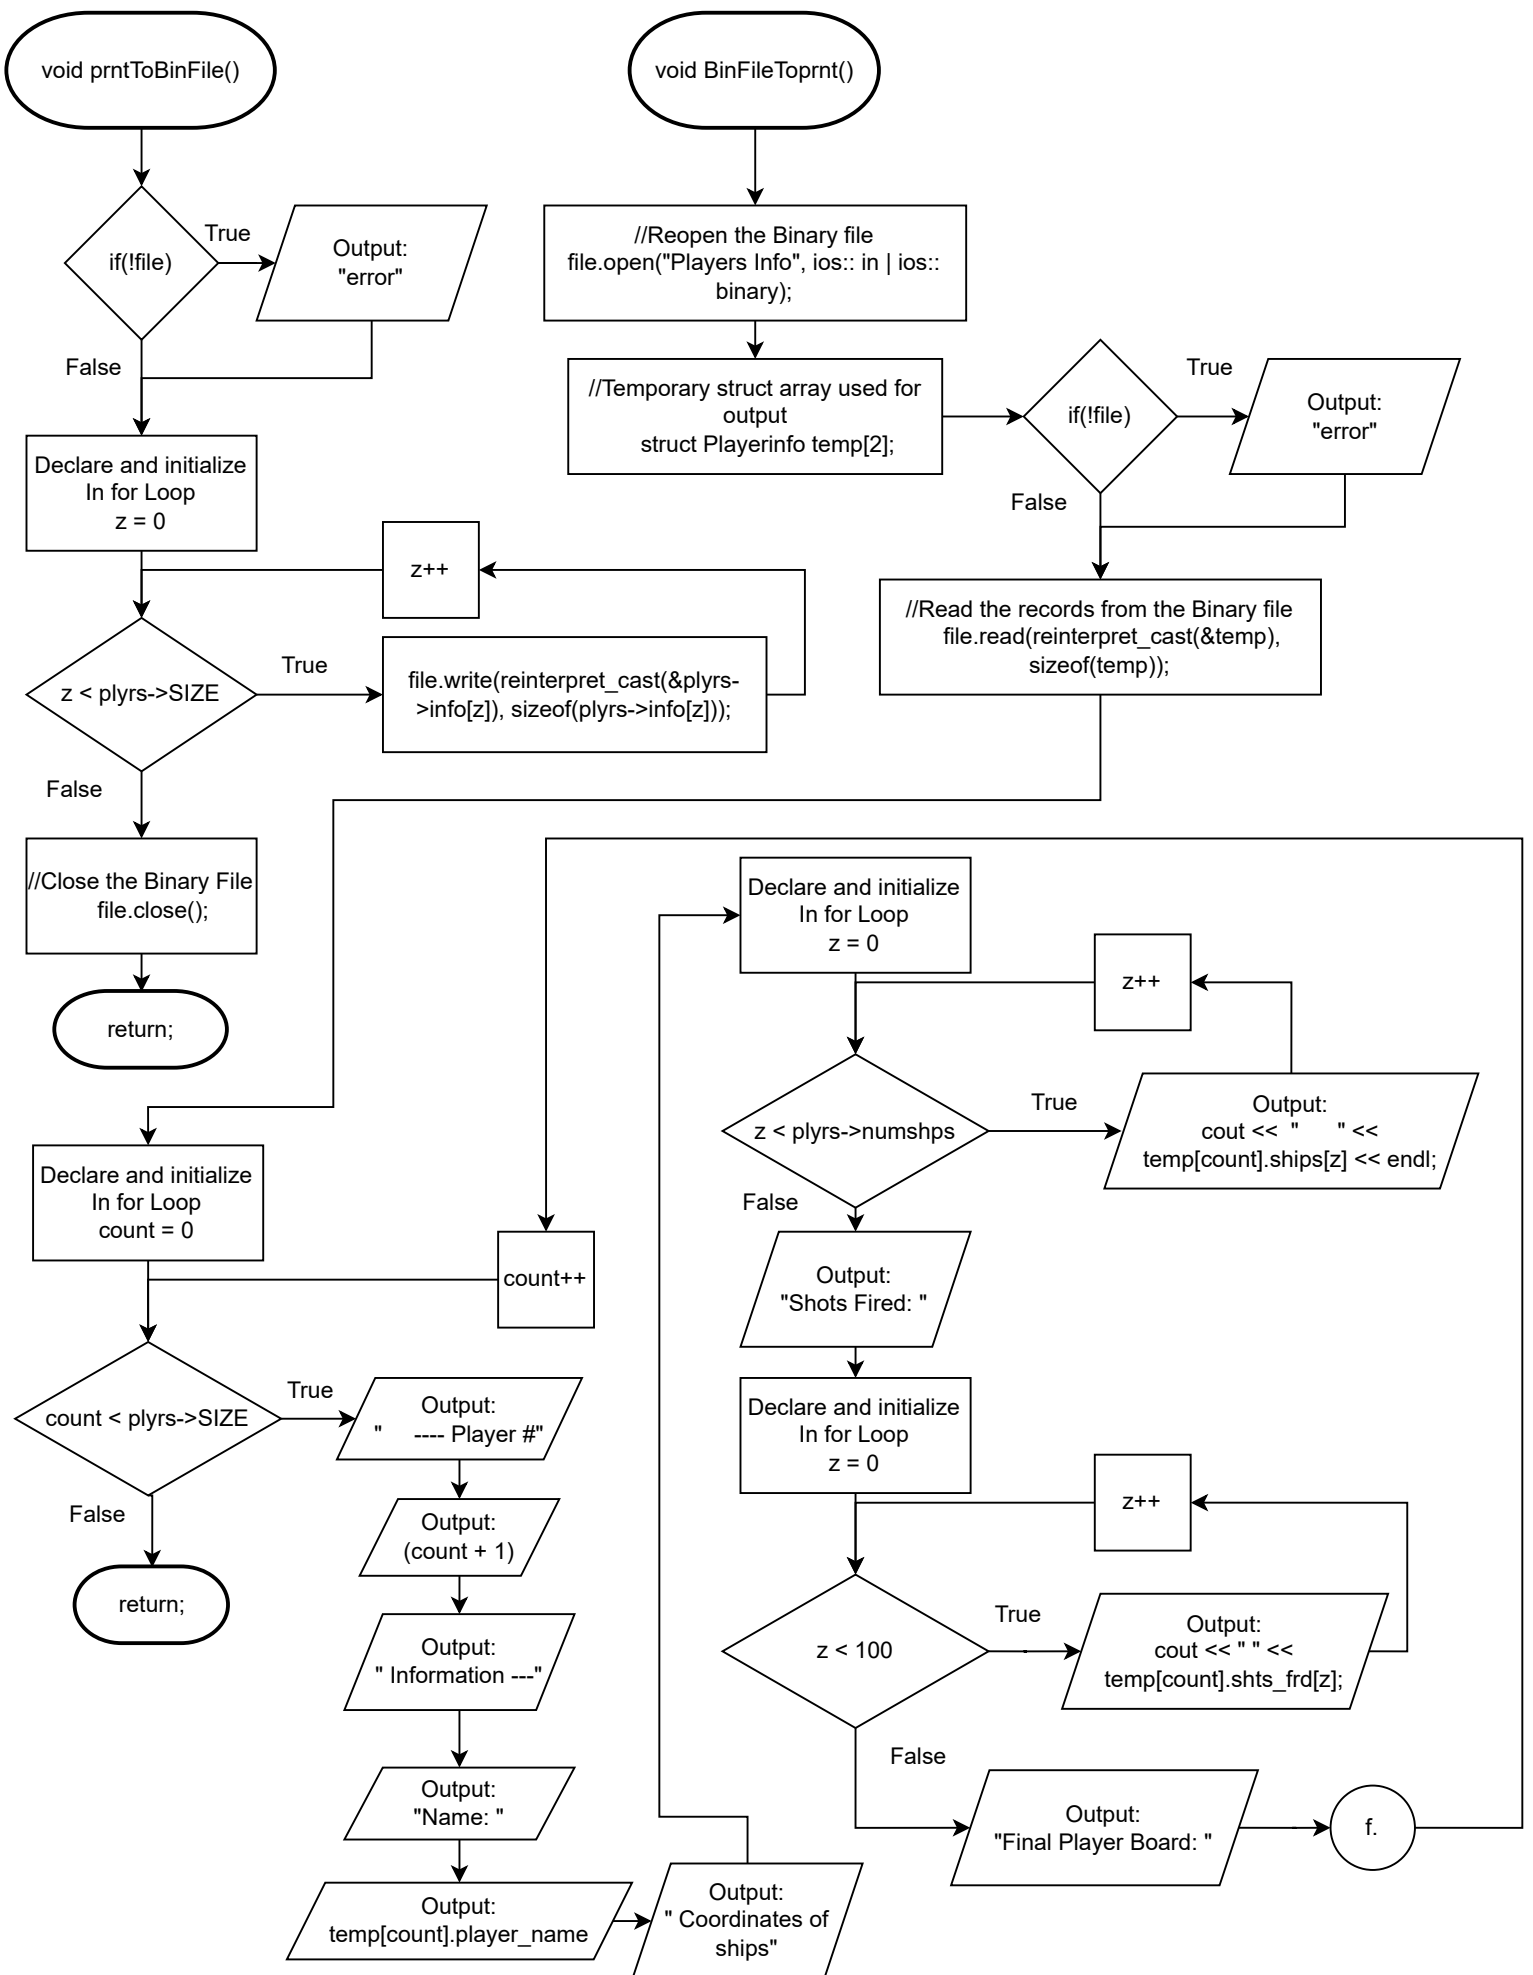 void prntToBinFile()
if(!file)
True
Output:
"error"
False
Declare and initialize
In for Loop
z = 0
z++
z < plyrs->SIZE
True
file.write(reinterpret_cast(&plyrs-
>info[z]), sizeof(plyrs->info[z]));
False
//Close the Binary File
file.close();
return;
void BinFileToprnt()
//Reopen the Binary file
file.open("Players Info", ios:: in | ios::
binary);
//Temporary struct array used for
output
struct Playerinfo temp[2];
if(!file)
True
Output:
"error"
False
//Read the records from the Binary file
file.read(reinterpret_cast(&temp),
sizeof(temp));
Declare and initialize
In for Loop
count = 0
count++
count < plyrs->SIZE
True
False
return;
Output:
"      ---- Player #"
Output:
(count + 1)
Output:
" Information ---"
Output:
"Name: "
Output:
temp[count].player_name
Output:
" Coordinates of
ships"
Declare and initialize
In for Loop
z = 0
z++
z < plyrs->numshps
True
Output:
cout <<  "      " <<
temp[count].ships[z] << endl;
False
Output:
"Shots Fired: "
Declare and initialize
In for Loop
z = 0
z++
z < 100
True
Output:
cout << " " <<
temp[count].shts_frd[z];
False
Output:
"Final Player Board: "
f.